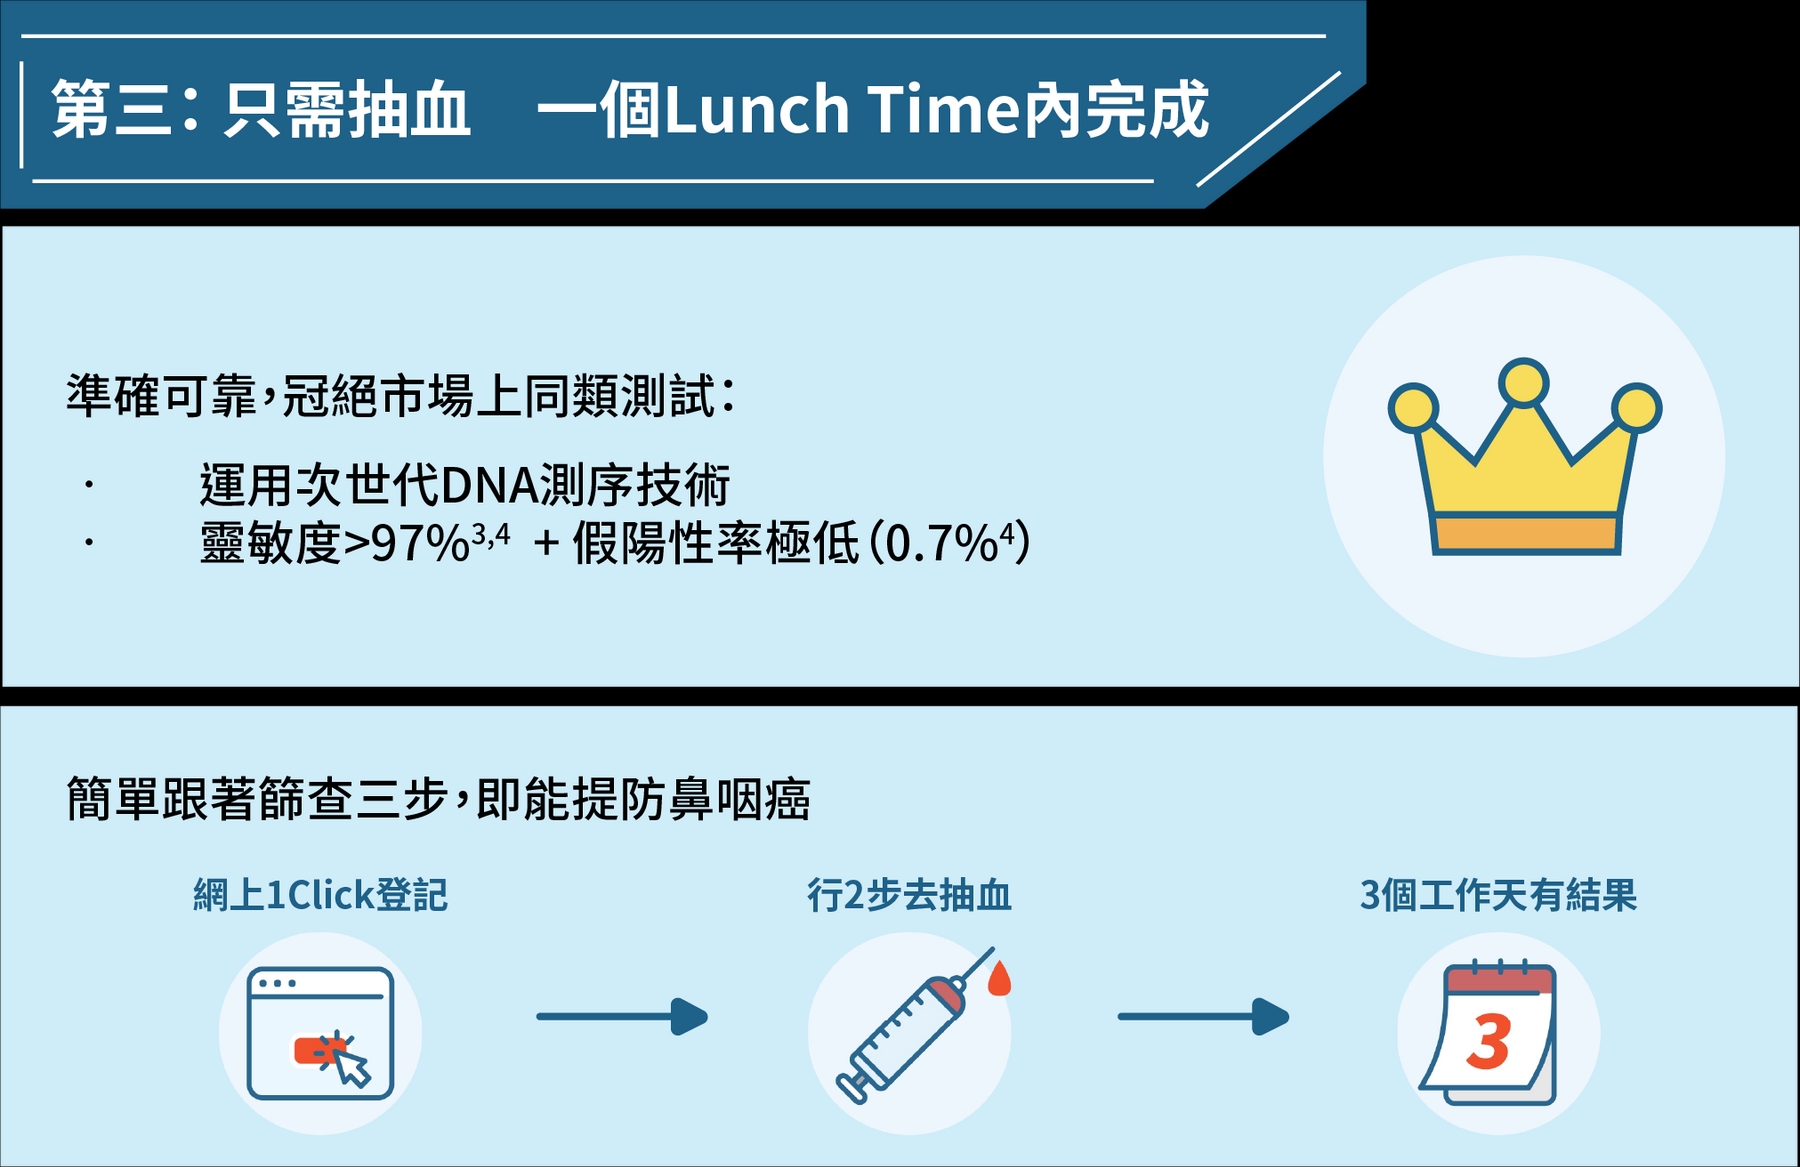 第三：只需抽血　一個Lunch Time內完成
準確可靠，冠絕市場上同類測試：
· 運用次世代DNA測序技術
· 靈敏度>97%3,4 + 假陽性率極低（0.7%4）
簡單跟著篩查三步，即能提防鼻咽癌
網上1Click登記
行2步去抽血
3個工作天有結果
3